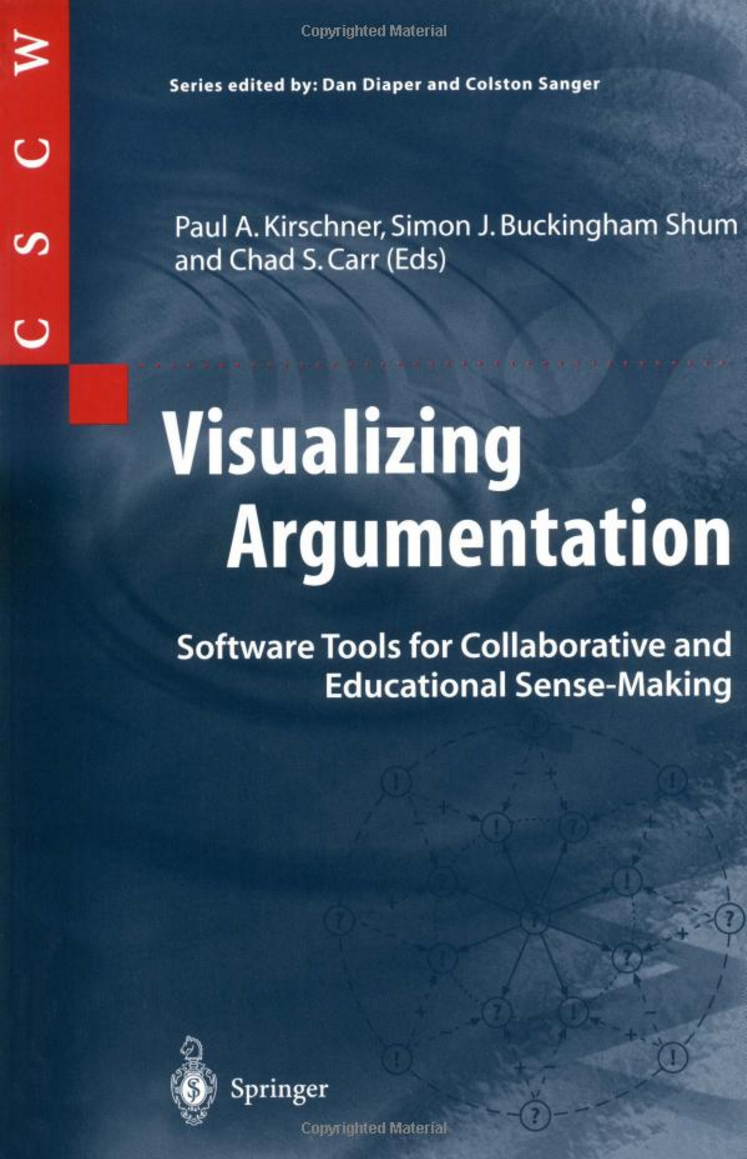 Copyrighted Material
C S C W
Series edited by: Dan Diaper and Colston Sanger
Paul A. Kirschner, Simon J. Buckingham Shum
and Chad S. Carr (Eds)
Visualizing
Argumentation
Software Tools for Collaborative and
Educational Sense-Making
Springer
Copyrighted Material